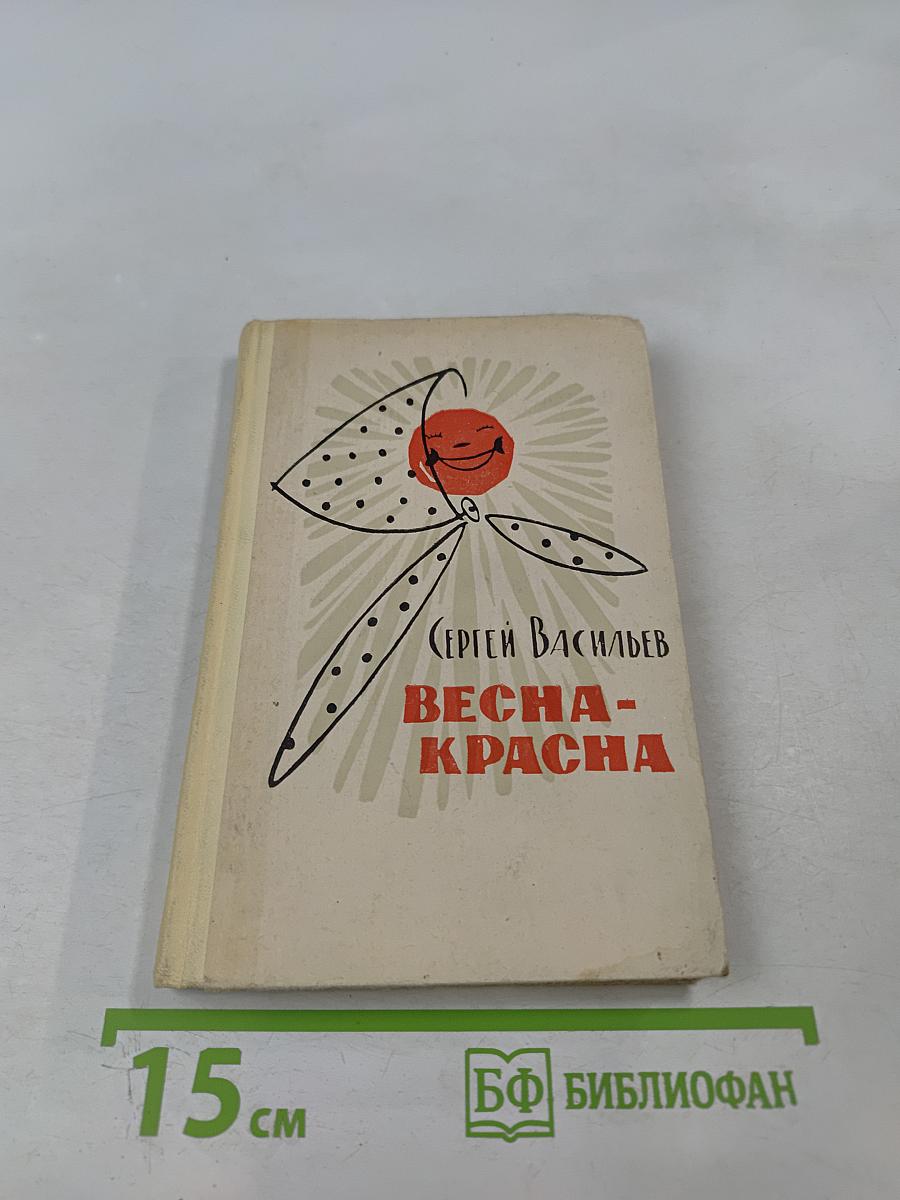 Сергей Васильев
ВЕСНА-
КРАСНА
15 см
БФ БИБЛИОФАН